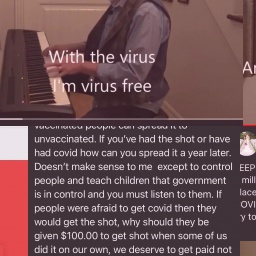 With the virus
I'm virus free
vaccinated people can spread it to
unvaccinated. If you've had the shot or have
had covid how can you spread it a year later.
Doesn't make sense to me except to control
people and teach children that government
is in control and you must listen to them. If
people were afraid to get covid then they
would get the shot, why should they be
given $100.00 to get shot when some of us
did it on our own, we deserve to get paid not
EEP
mill
lace
OVI
y to